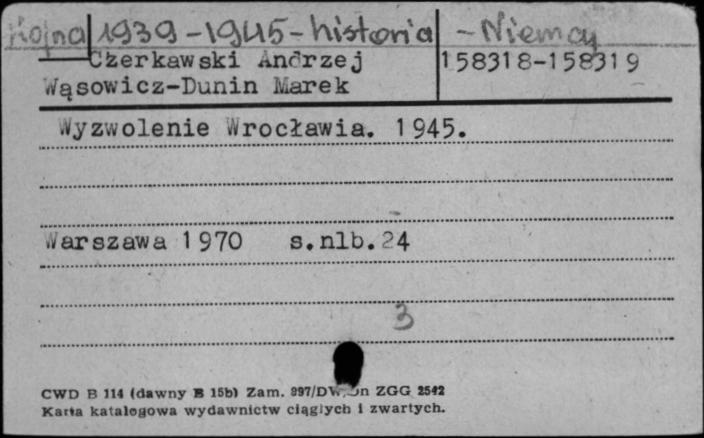 Wojna 1939-1945-historia - Niemcy
Czerkawski Andrzej 158318-158319
Wąsowicz-Dunin Marek
Wyzwolenie Wrocławia. 1945.
Warszawa 1970 s.nlb.24
3
CWD B 114 (dawny B 15b) Zam. 997/DW. ZGG 2542
Karta katalogowa wydawnictw ciągłych i zwartych.